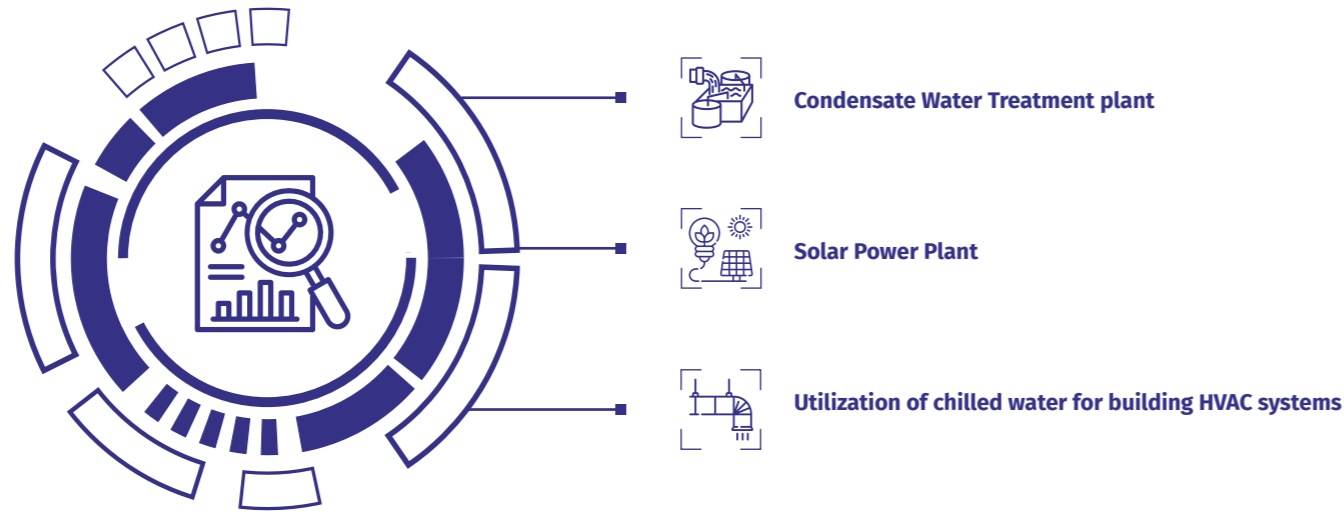 Condensate Water Treatment plant
Solar Power Plant
Utilization of chilled water for building HVAC systems